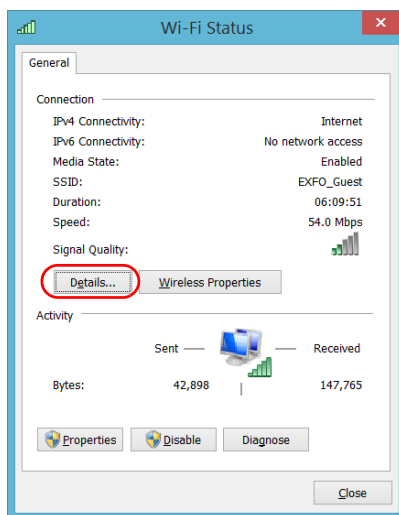 Wi-Fi Status
General
Connection
IPv4 Connectivity: Internet
IPv6 Connectivity: No network access
Media State: Enabled
SSID: EXFO_Guest
Duration: 06:09:51
Speed: 54.0 Mbps
Signal Quality:
Details... Wireless Properties
Activity
Sent Received
Bytes: 42,898 147,765
Properties Disable Diagnose
Close